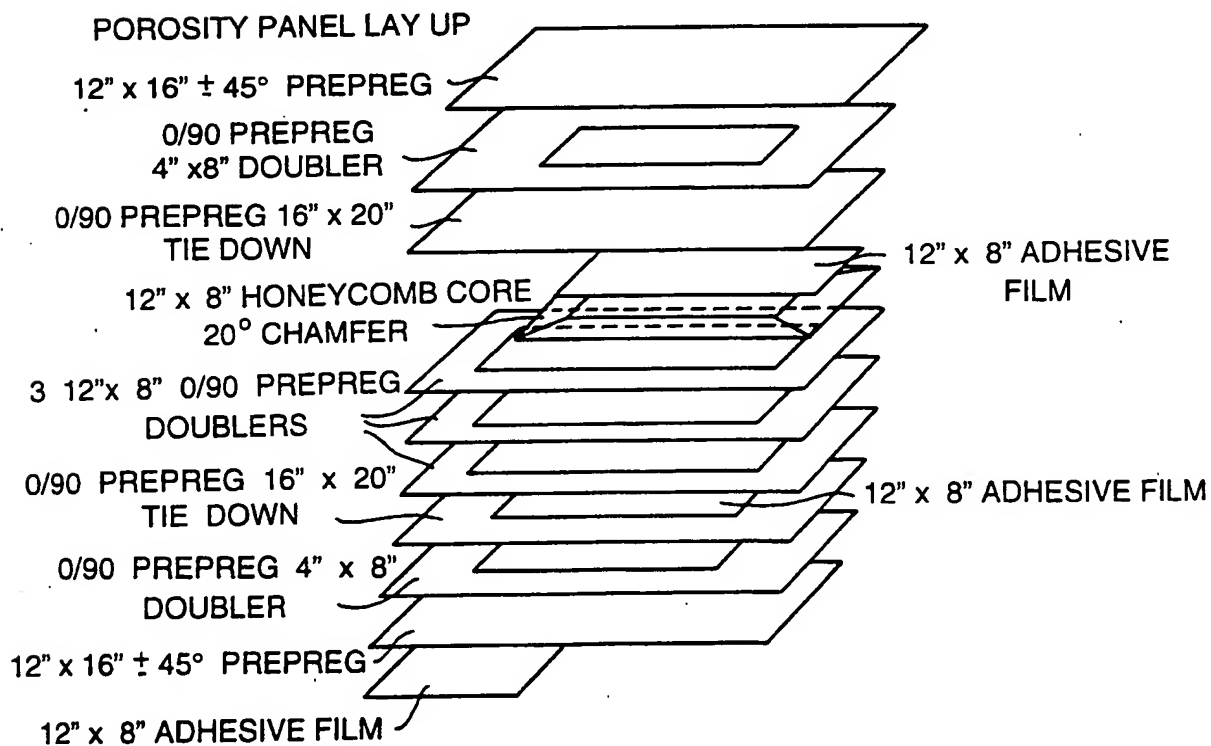 POROSITY PANEL LAY UP
12” x 16” ± 45° PREPREG
0/90 PREPREG
4” x8” DOUBLER
0/90 PREPREG 16” x 20”
TIE DOWN
12” x 8” ADHESIVE
FILM
12” x 8” HONEYCOMB CORE
20° CHAMFER
3 12”x 8” 0/90 PREPREG
DOUBLERS
0/90 PREPREG 16” x 20”
TIE DOWN
12” x 8” ADHESIVE FILM
0/90 PREPREG 4” x 8”
DOUBLER
12” x 16” ± 45° PREPREG
12” x 8” ADHESIVE FILM